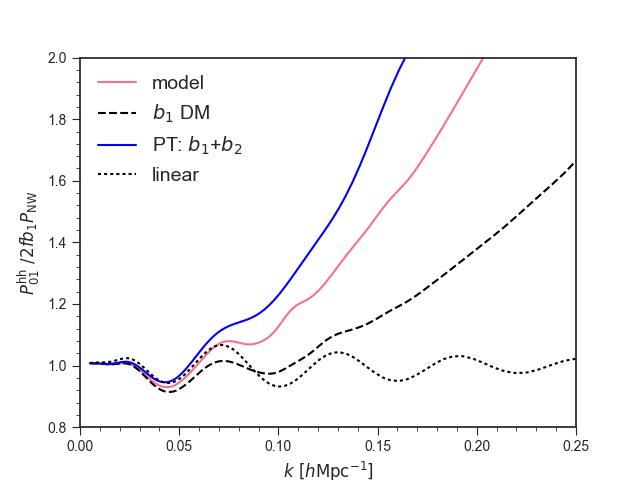 2.0
1.8
1.6
1.4
1.2
1.0
0.8
P₀₁ʰʰ/2fb₁P_NW
model
b₁ DM
PT: b₁+b₂
linear
0.00 0.05 0.10 0.15 0.20 0.25
k [hMpc⁻¹]